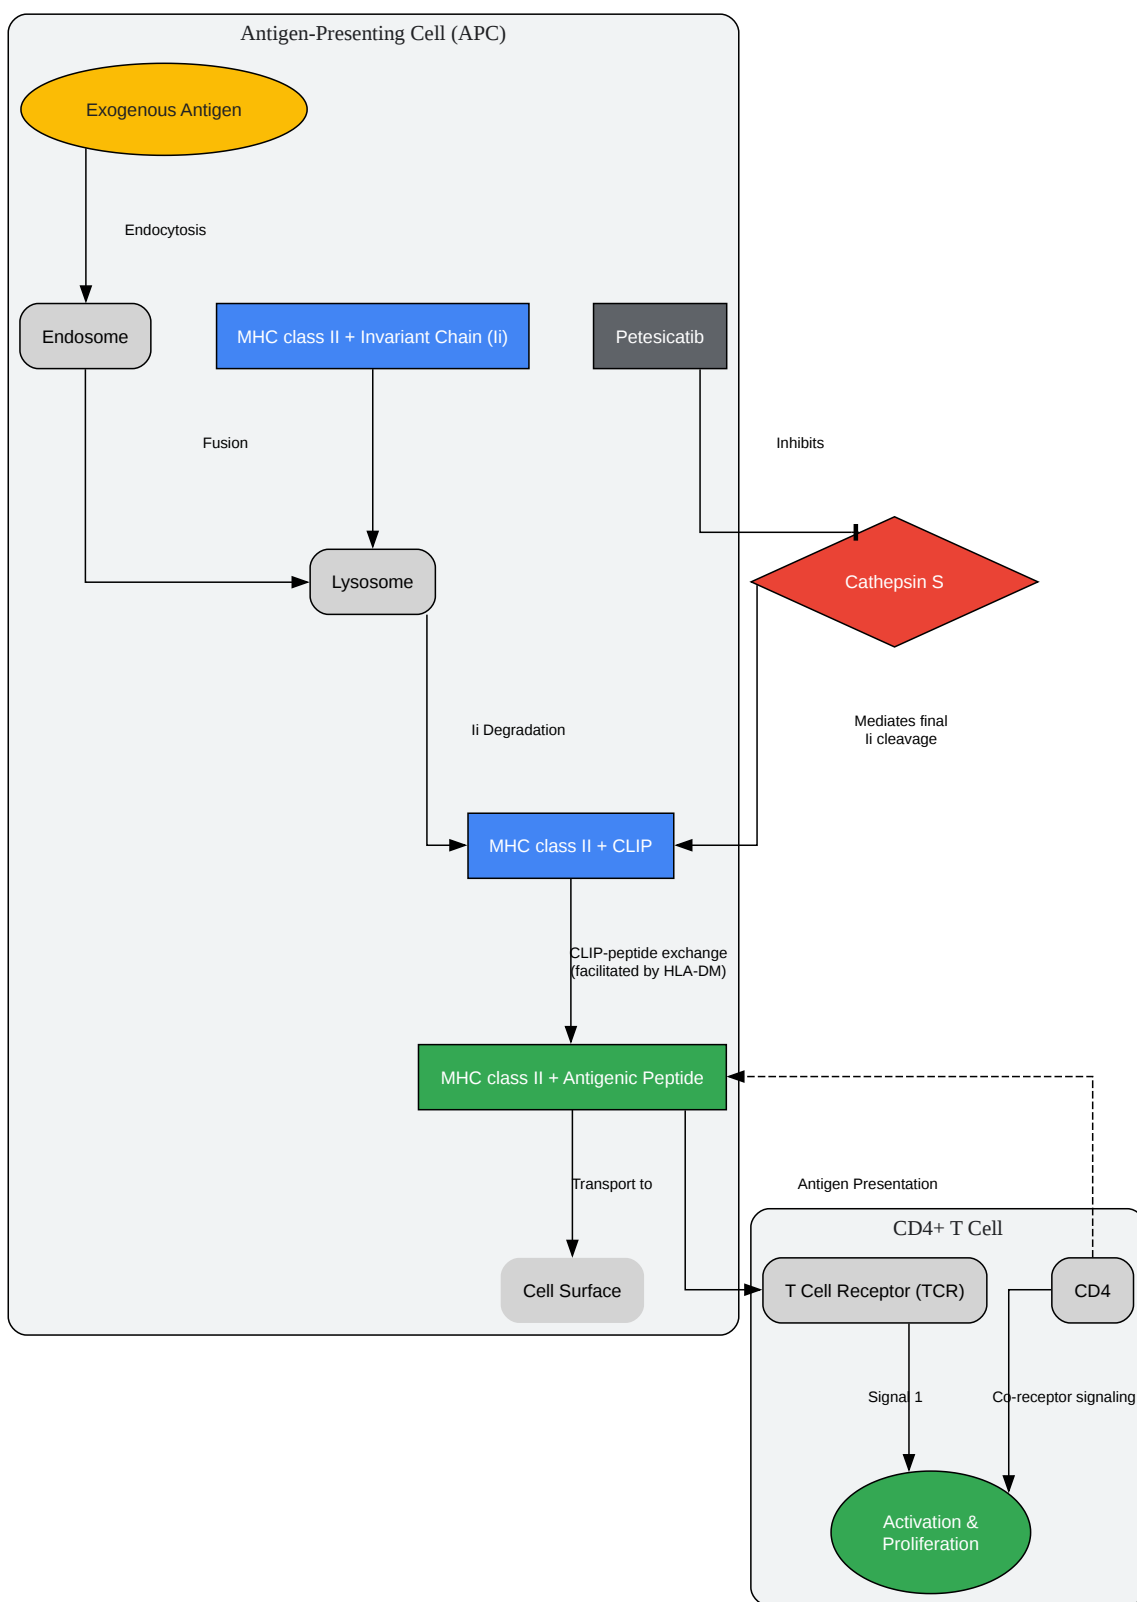 Antigen-Presenting Cell (APC)
Exogenous Antigen
Endocytosis
Endosome
MHC class II + Invariant Chain (Ii)
Petesicatib
Fusion
Inhibits
Lysosome
Cathepsin S
Ii Degradation
Mediates final
Ii cleavage
MHC class II + CLIP
CLIP-peptide exchange
(facilitated by HLA-DM)
MHC class II + Antigenic Peptide
Transport to
Antigen Presentation
CD4+ T Cell
Cell Surface
T Cell Receptor (TCR)
CD4
Signal 1
Co-receptor signaling
Activation &
Proliferation